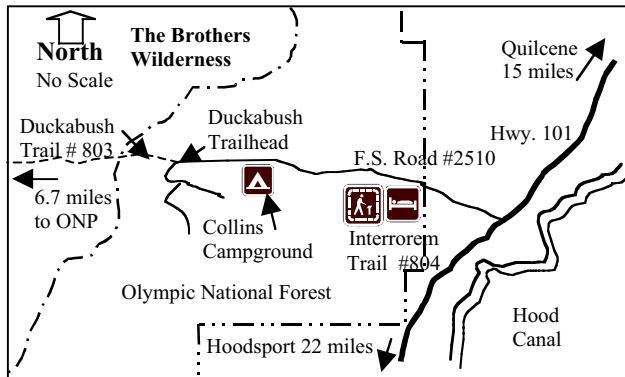 North
No Scale
The Brothers
Wilderness
Quilcene
15 miles
Hwy. 101
Duckabush
Trail # 803
Duckabush
Trailhead
F.S. Road #2510
6.7 miles
to ONP
Collins
Campground
Interrorem
Trail #804
Olympic National Forest
Hood
Canal
Hoodsport 22 miles